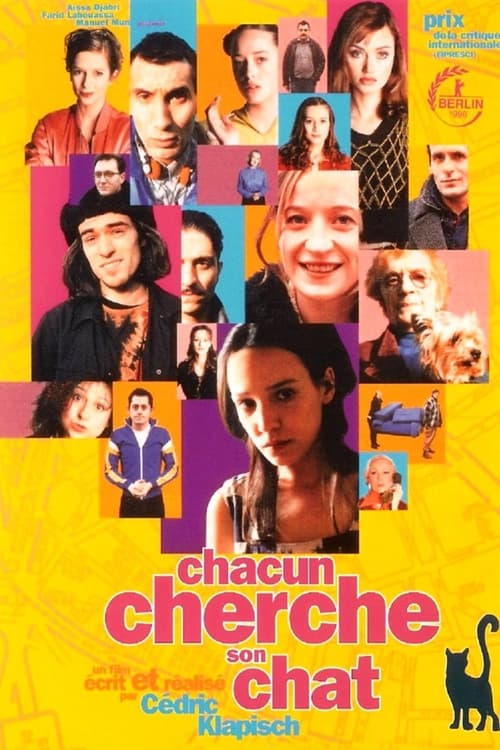 Aïssa Djabri
Farid Lahouassa
Manuel Munz
prix
de la critique
internationale
(FIPRESCI)
BERLIN
1996
chacun
cherche
son
chat
un film
écrit et réalisé
par Cédric
Klapisch